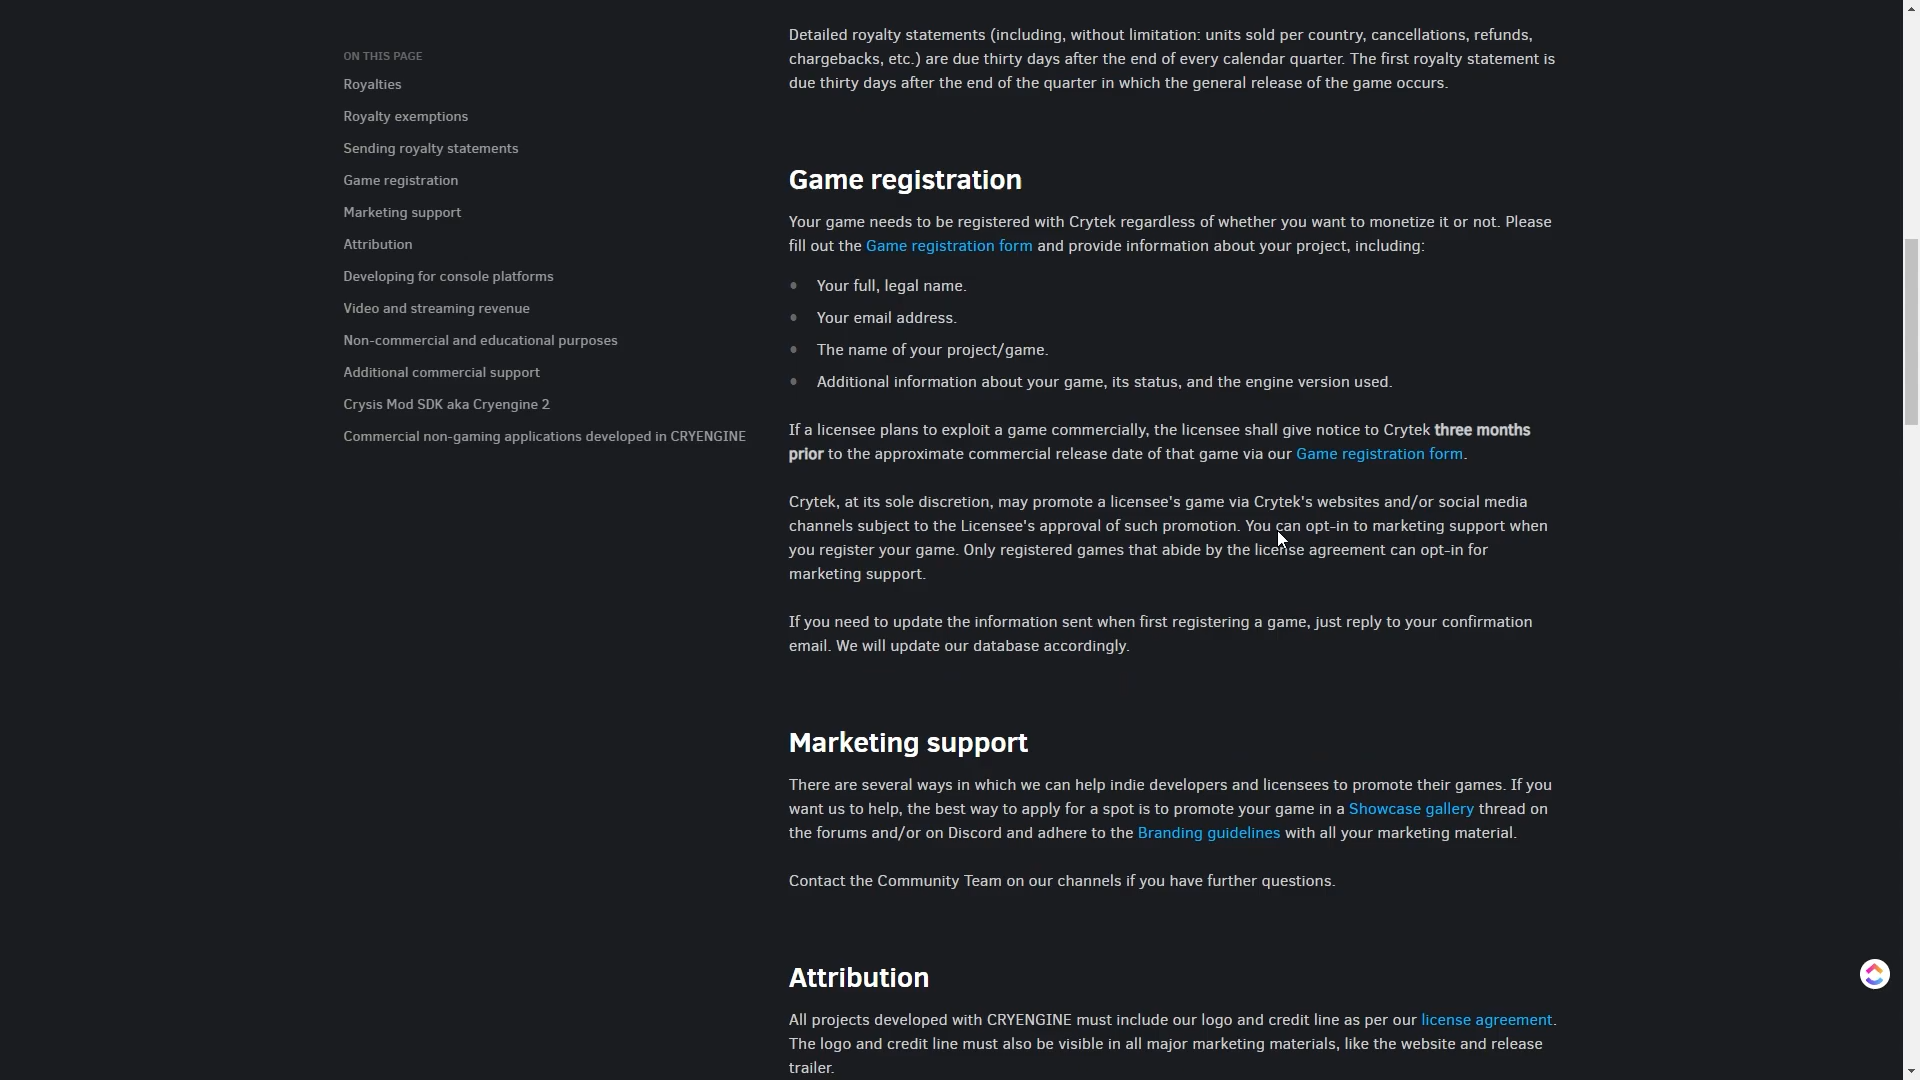 ON THIS PAGE
Royalties
Royalty exemptions
Sending royalty statements
Game registration
Marketing support
Attribution
Developing for console platforms
Video and streaming revenue
Non-commercial and educational purposes
Additional commercial support
Crysis Mod SDK aka Cryengine 2
Commercial non-gaming applications developed in CRYENGINE
Detailed royalty statements (including, without limitation: units sold per country, cancellations, refunds,
chargebacks, etc.) are due thirty days after the end of every calendar quarter. The first royalty statement is
due thirty days after the end of the quarter in which the general release of the game occurs.
Game registration
Your game needs to be registered with Crytek regardless of whether you want to monetize it or not. Please
fill out the Game registration form and provide information about your project, including:
Your full, legal name.
Your email address.
The name of your project/game.
Additional information about your game, its status, and the engine version used.
If a licensee plans to exploit a game commercially, the licensee shall give notice to Crytek three months
prior to the approximate commercial release date of that game via our Game registration form.
Crytek, at its sole discretion, may promote a licensee's game via Crytek's websites and/or social media
channels subject to the Licensee's approval of such promotion. You can opt-in to marketing support when
you register your game. Only registered games that abide by the license agreement can opt-in for
marketing support.
If you need to update the information sent when first registering a game, just reply to your confirmation
email. We will update our database accordingly.
Marketing support
There are several ways in which we can help indie developers and licensees to promote their games. If you
want us to help, the best way to apply for a spot is to promote your game in a Showcase gallery thread on
the forums and/or on Discord and adhere to the Branding guidelines with all your marketing material.
Contact the Community Team on our channels if you have further questions.
Attribution
All projects developed with CRYENGINE must include our logo and credit line as per our license agreement.
The logo and credit line must also be visible in all major marketing materials, like the website and release
trailer.